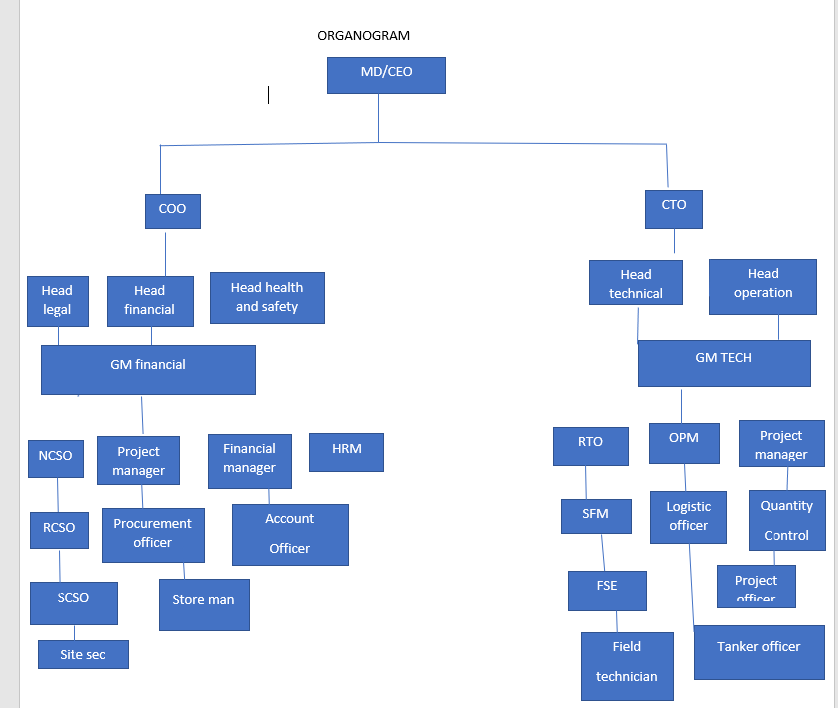 ORGANOGRAM
MD/CEO
COO
CTO
Head
legal
Head
financial
Head health
and safety
Head
technical
Head
operation
GM financial
GM TECH
NCSO
Project
manager
Financial
manager
HRM
RTO
OPM
Project
manager
RCSO
Procurement
officer
Account
Officer
SFM
Logistic
officer
Quantity
Control
SCSO
Store man
FSE
Project
officer
Site sec
Field
technician
Tanker officer